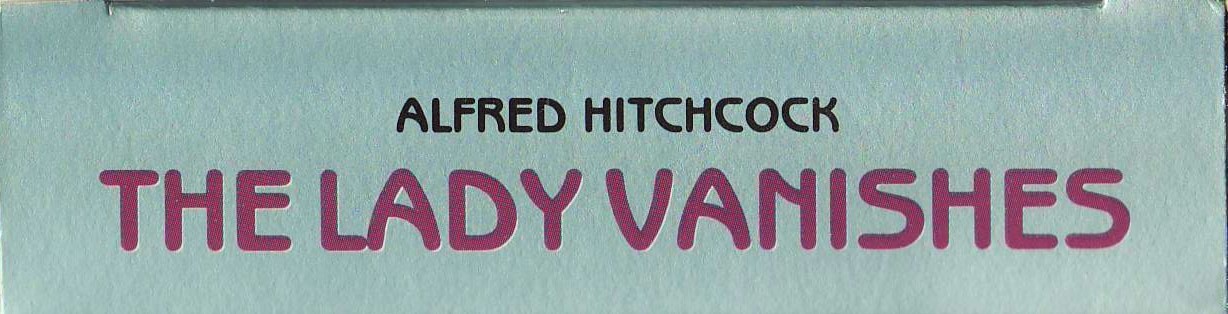 ALFRED HITCHCOCK
THE LADY VANISHES